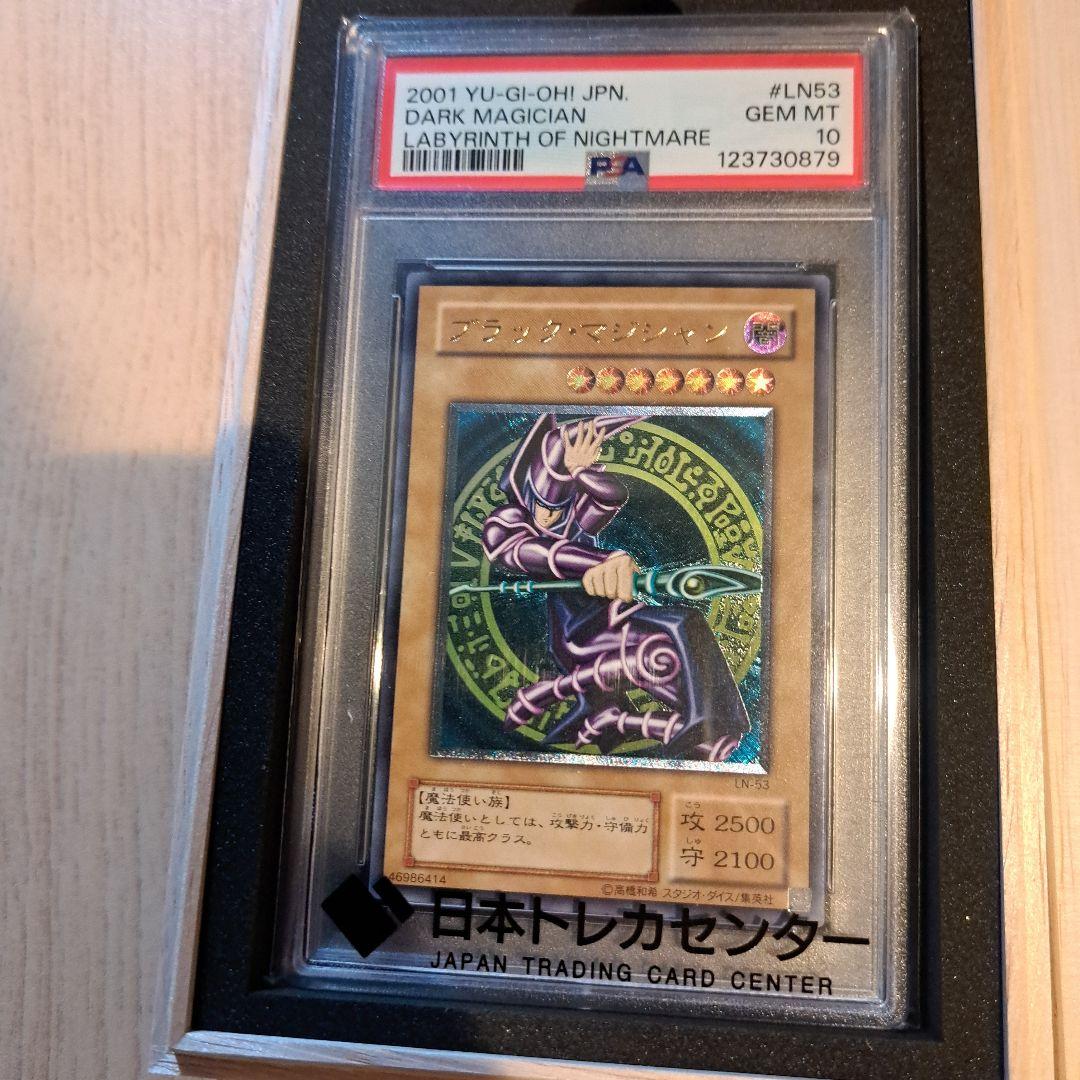 2001 YU-GI-OH! JPN. #LN53
DARK MAGICIAN GEM MT
LABYRINTH OF NIGHTMARE 10
PSA 123730879
ブラック・マジシャン 闇
LN-53
【魔法使い族】
魔法使いとしては、攻撃力・守備力
ともに最高クラス。
こう
攻 2500
しゅ
守 2100
46986414
©高橋和希 スタジオ・ダイス/集英社
日本トレカセンター
JAPAN TRADING CARD CENTER